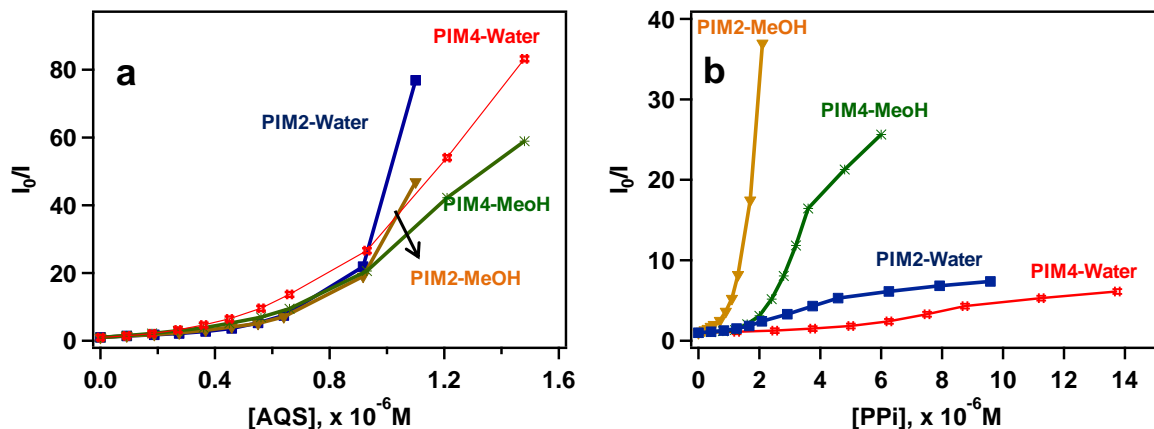 a
I0/I
80
60
40
20
0
PIM4-Water
PIM2-Water
PIM4-MeoH
PIM2-MeOH
0.0 0.4 0.8 1.2 1.6
[AQS], x 10-6M
b
I0/I
40
30
20
10
0
PIM2-MeOH
PIM4-MeoH
PIM2-Water
PIM4-Water
0 2 4 6 8 10 12 14
[PPi], x 10-6M